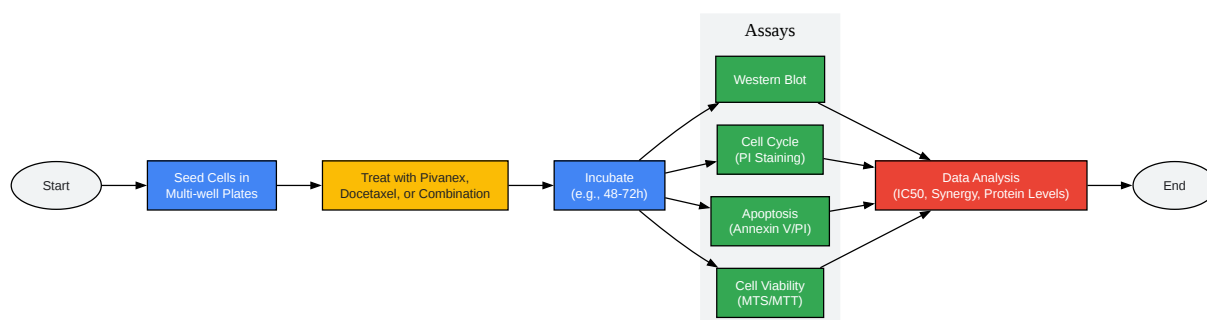 Start
Seed Cells in
Multi-well Plates
Treat with Pivanex,
Docetaxel, or Combination
Incubate
(e.g., 48-72h)
Assays
Western Blot
Cell Cycle
(PI Staining)
Apoptosis
(Annexin V/PI)
Cell Viability
(MTS/MTT)
Data Analysis
(IC50, Synergy, Protein Levels)
End